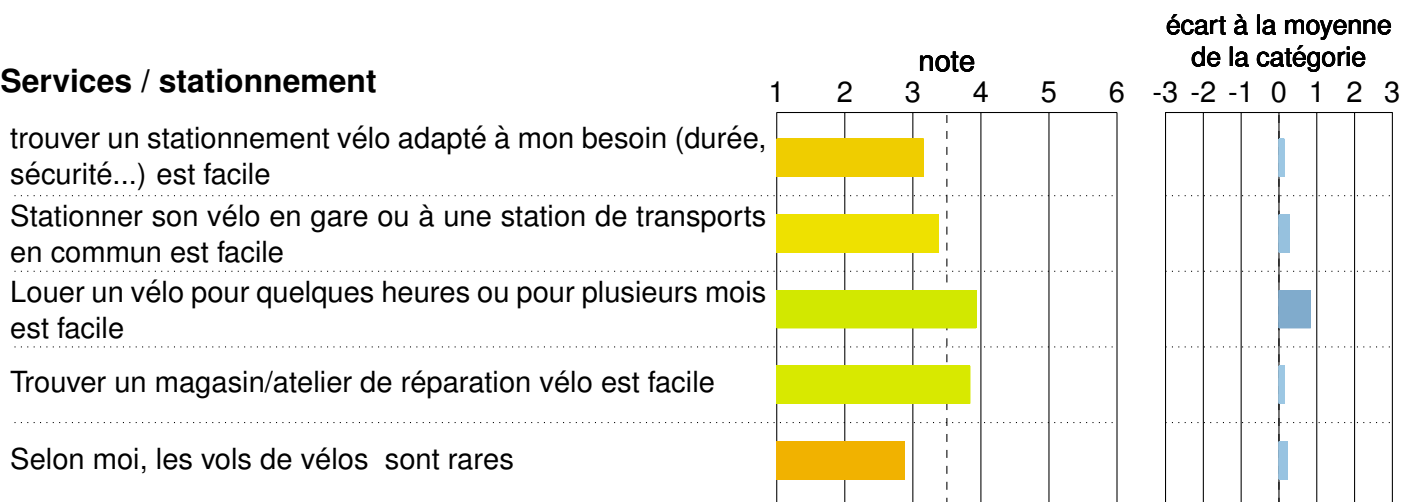 écart à la moyenne
de la catégorie
note
Services / stationnement
1 2 3 4 5 6
-3 -2 -1 0 1 2 3
trouver un stationnement vélo adapté à mon besoin (durée,
sécurité...) est facile
Stationner son vélo en gare ou à une station de transports
en commun est facile
Louer un vélo pour quelques heures ou pour plusieurs mois
est facile
Trouver un magasin/atelier de réparation vélo est facile
Selon moi, les vols de vélos  sont rares